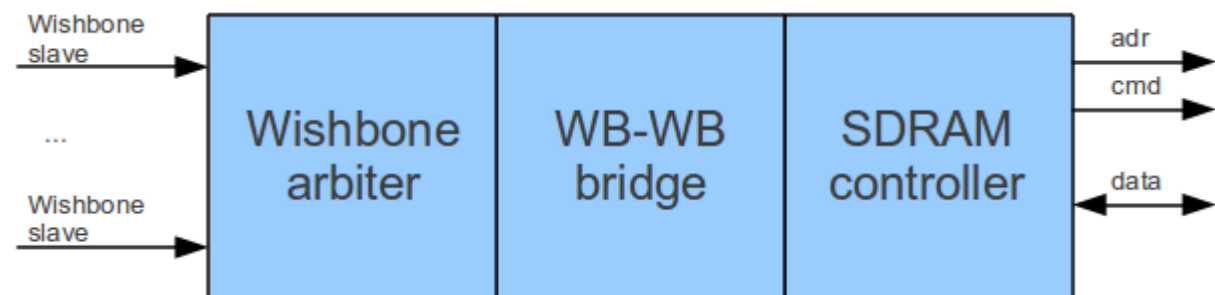 Wishbone
slave
...
Wishbone
slave
Wishbone
arbiter
WB-WB
bridge
SDRAM
controller
adr
cmd
data